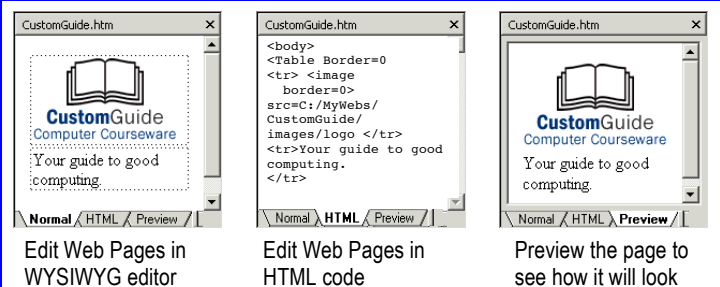 CustomGuide.htm
CustomGuide
Computer Courseware
Your guide to good
computing.
Normal HTML Preview
Edit Web Pages in
WYSIWYG editor
CustomGuide.htm
<body>
<Table Border=0
<tr> <image
border=0>
src=C:/MyWebs/
CustomGuide/
images/logo </tr>
<tr>Your guide to good
computing.
</tr>
Normal HTML Preview
Edit Web Pages in
HTML code
CustomGuide.htm
CustomGuide
Computer Courseware
Your guide to good
computing.
Normal HTML Preview
Preview the page to
see how it will look